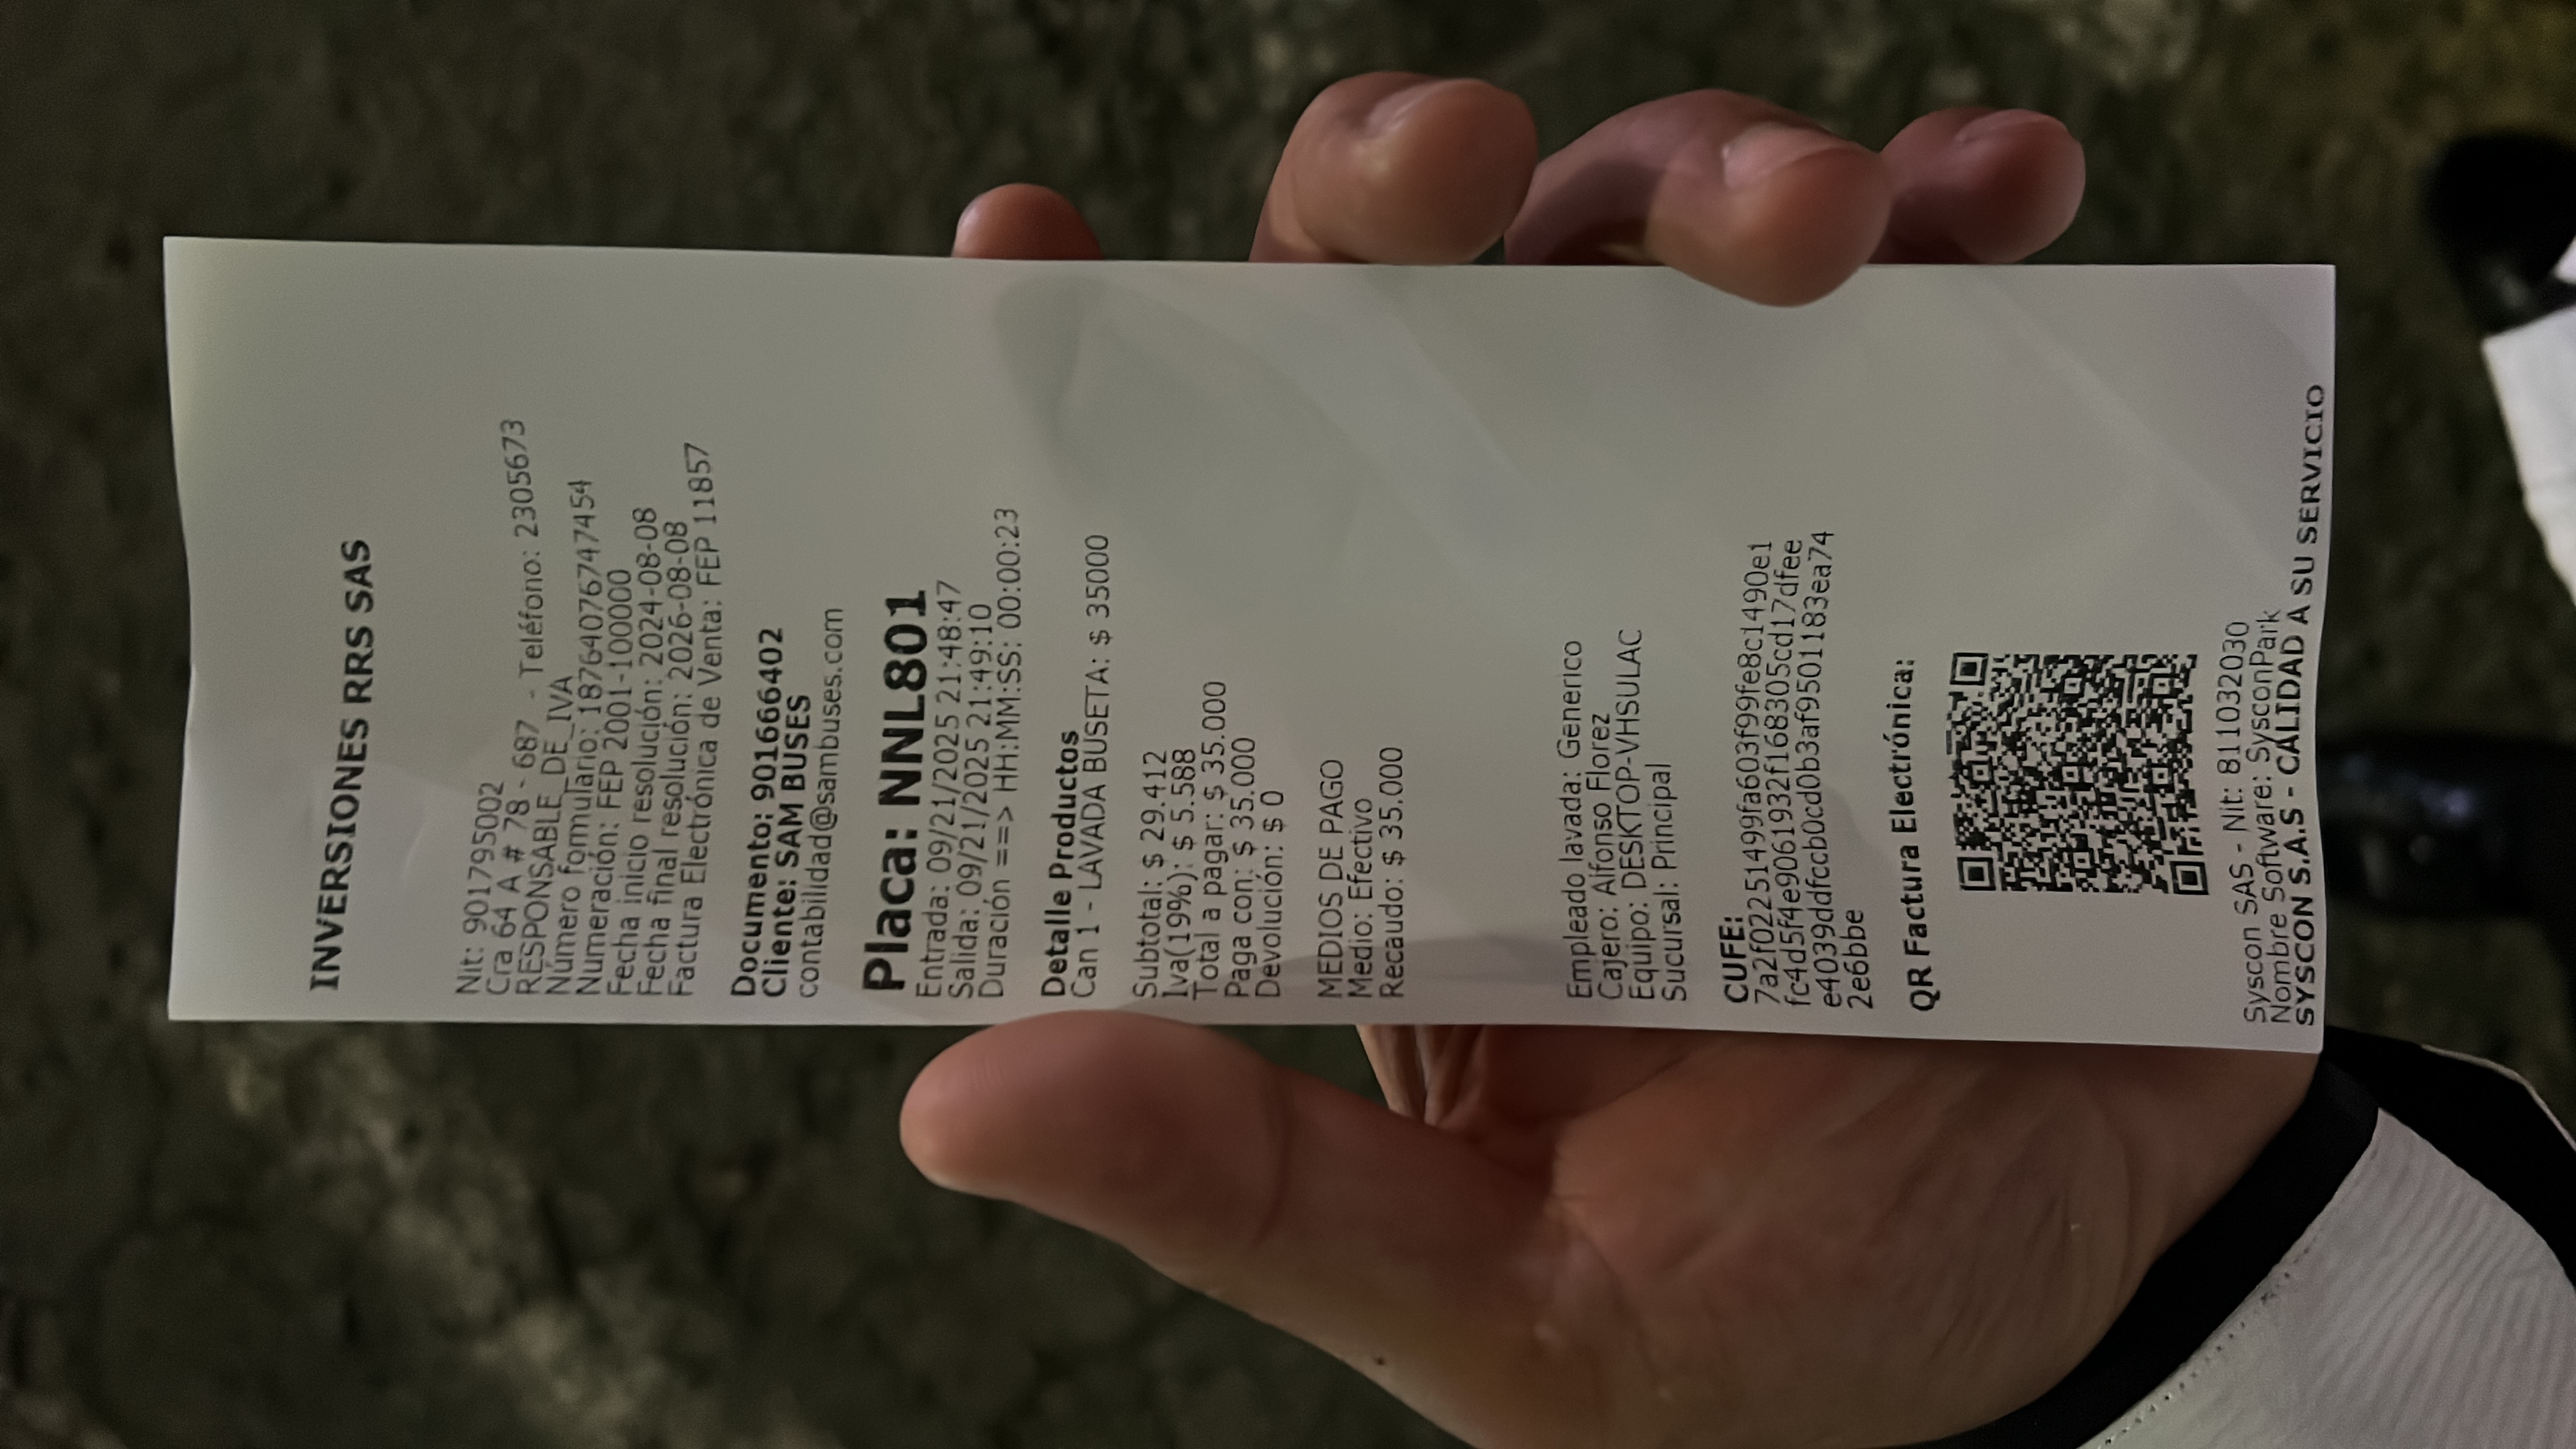 INVERSIONES RRS SAS
Nit: 901795002
Cra 64 A # 78 - 687 - Teléfono: 2305673
RESPONSABLE_DE_IVA
Número formulario: 18764076747454
Numeración: FEP 2001-100000
Fecha inicio resolución: 2024-08-08
Fecha final resolución: 2026-08-08
Factura Electrónica de Venta: FEP 11857
Documento: 901666402
Cliente: SAM BUSES
contabilidad@sambuses.com
Placa: NNL801
Entrada: 09/21/2025 21:48:47
Salida: 09/21/2025 21:49:10
Duración ==> HH:MM:SS: 00:00:23
Detalle Productos
Can 1 - LAVADA BUSETA: $ 35000
Subtotal: $ 29.412
Iva(19%): $ 5.588
Total a pagar: $ 35.000
Paga con: $ 35.000
Devolución: $ 0
MEDIOS DE PAGO
Medio: Efectivo
Recaudo: $ 35.000
Empleado lavada: Generico
Cajero: Alfonso Florez
Equipo: DESKTOP-VHSULAC
Sucursal: Principal
CUFE:
7a2f02251499fa603f99fe8c1490e1
fc4d5f4e9061932f168305cd17dfee
e4039ddfccb0cd0b3af9501183ea74
2e6bbe
QR Factura Electrónica:
Syscon SAS - Nit: 811032030
Nombre Software: SysconPark
SYSCON S.A.S - CALIDAD A SU SERVICIO